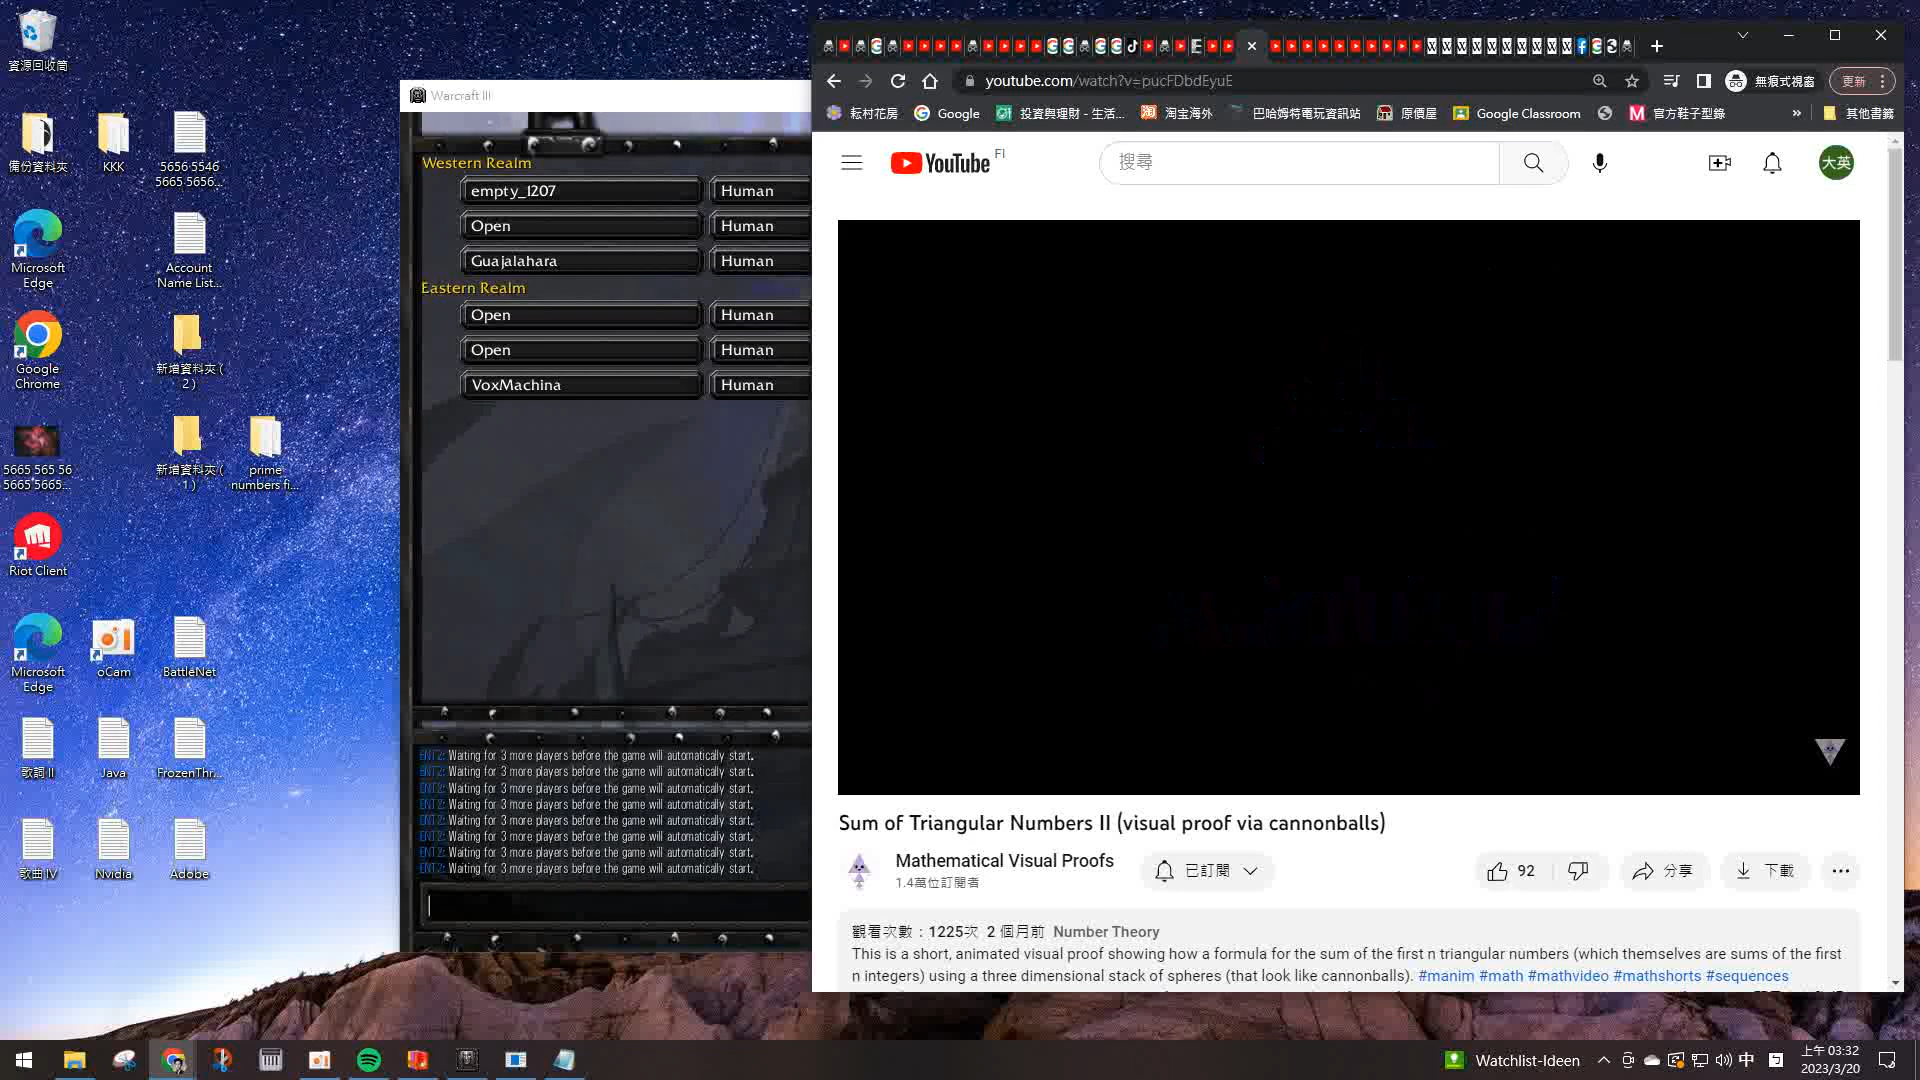 資源回收筒
備份資料夾
KKK
5656 5546
5665 5656...
Microsoft
Edge
Account
Name List...
Google
Chrome
新增資料夾 (
2 )
5665 565 56
5665 5665...
新增資料夾 (
1 )
prime
numbers fi...
Riot Client
Microsoft
Edge
oCam
BattleNet
歌詞 II
Java
FrozenThr...
歌曲 IV
Nvidia
Adobe
Warcraft III
Western Realm
empty_1207 Human
Open Human
Guajalahara Human
Eastern Realm
Open Human
Open Human
VoxMachina Human
ENT2: Waiting for 3 more players before the game will automatically start.
ENT2: Waiting for 3 more players before the game will automatically start.
ENT2: Waiting for 3 more players before the game will automatically start.
ENT2: Waiting for 3 more players before the game will automatically start.
ENT2: Waiting for 3 more players before the game will automatically start.
ENT2: Waiting for 3 more players before the game will automatically start.
ENT2: Waiting for 3 more players before the game will automatically start.
ENT2: Waiting for 3 more players before the game will automatically start.
youtube.com/watch?v=pucFDbdEyuE
無痕式視窗
更新
耘村花房
Google
投資與理財 - 生活...
淘宝海外
巴哈姆特電玩資訊站
原價屋
Google Classroom
官方鞋子型錄
»
其他書籤
YouTube FI
搜尋
大英
Sum of Triangular Numbers II (visual proof via cannonballs)
Mathematical Visual Proofs
1.4萬位訂閱者
已訂閱
92
分享
下載
觀看次數：1225次 2 個月前 Number Theory
This is a short, animated visual proof showing how a formula for the sum of the first n triangular numbers (which themselves are sums of the first
n integers) using a three dimensional stack of spheres (that look like cannonballs). #manim #math #mathvideo #mathshorts #sequences
Watchlist-Ideen
中
上午 03:32
2023/3/20